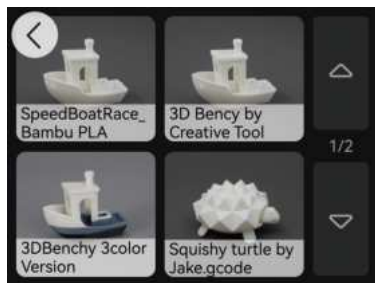 SpeedBoatRace_
Bambu PLA
3D Bency by
Creative Tool
1/2
3DBenchy 3color
Version
Squishy turtle by
Jake.gcode